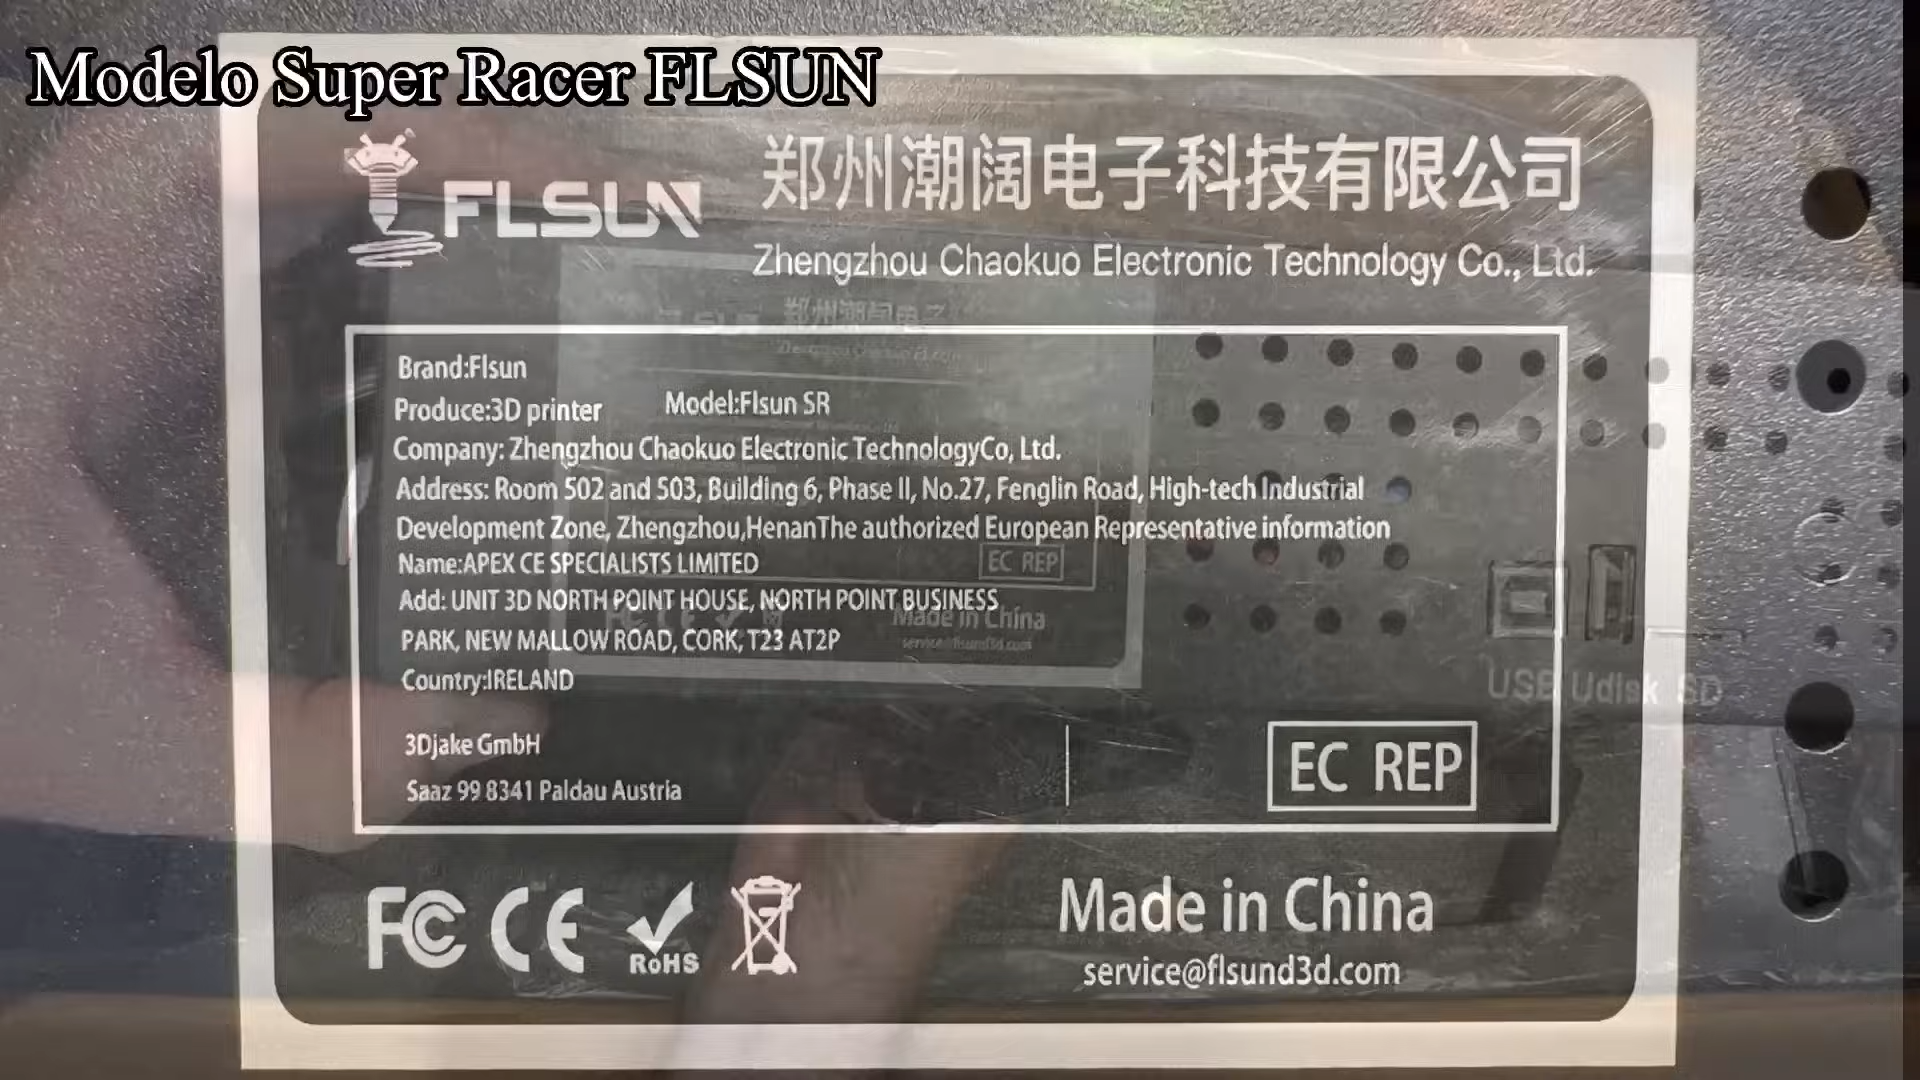 Modelo Super Racer FLSUN
FLSUN
郑州潮阔电子科技有限公司
Zhengzhou Chaokuo Electronic Technology Co., Ltd.
Brand:Flsun
Produce:3D printer Model:Flsun SR
Company: Zhengzhou Chaokuo Electronic TechnologyCo, Ltd.
Address: Room 502 and 503, Building 6, Phase II, No.27, Fenglin Road, High-tech Industrial
Development Zone, Zhengzhou,HenanThe authorized European Representative information
Name:APEX CE SPECIALISTS LIMITED
Add: UNIT 3D NORTH POINT HOUSE, NORTH POINT BUSINESS
PARK, NEW MALLOW ROAD, CORK, T23 AT2P
Country:IRELAND
3Djake GmbH
Saaz 99 8341 Paldau Austria
EC REP
FC CE RoHS
Made in China
service@flsund3d.com
EC REP
Made in China
USB Udisk SD